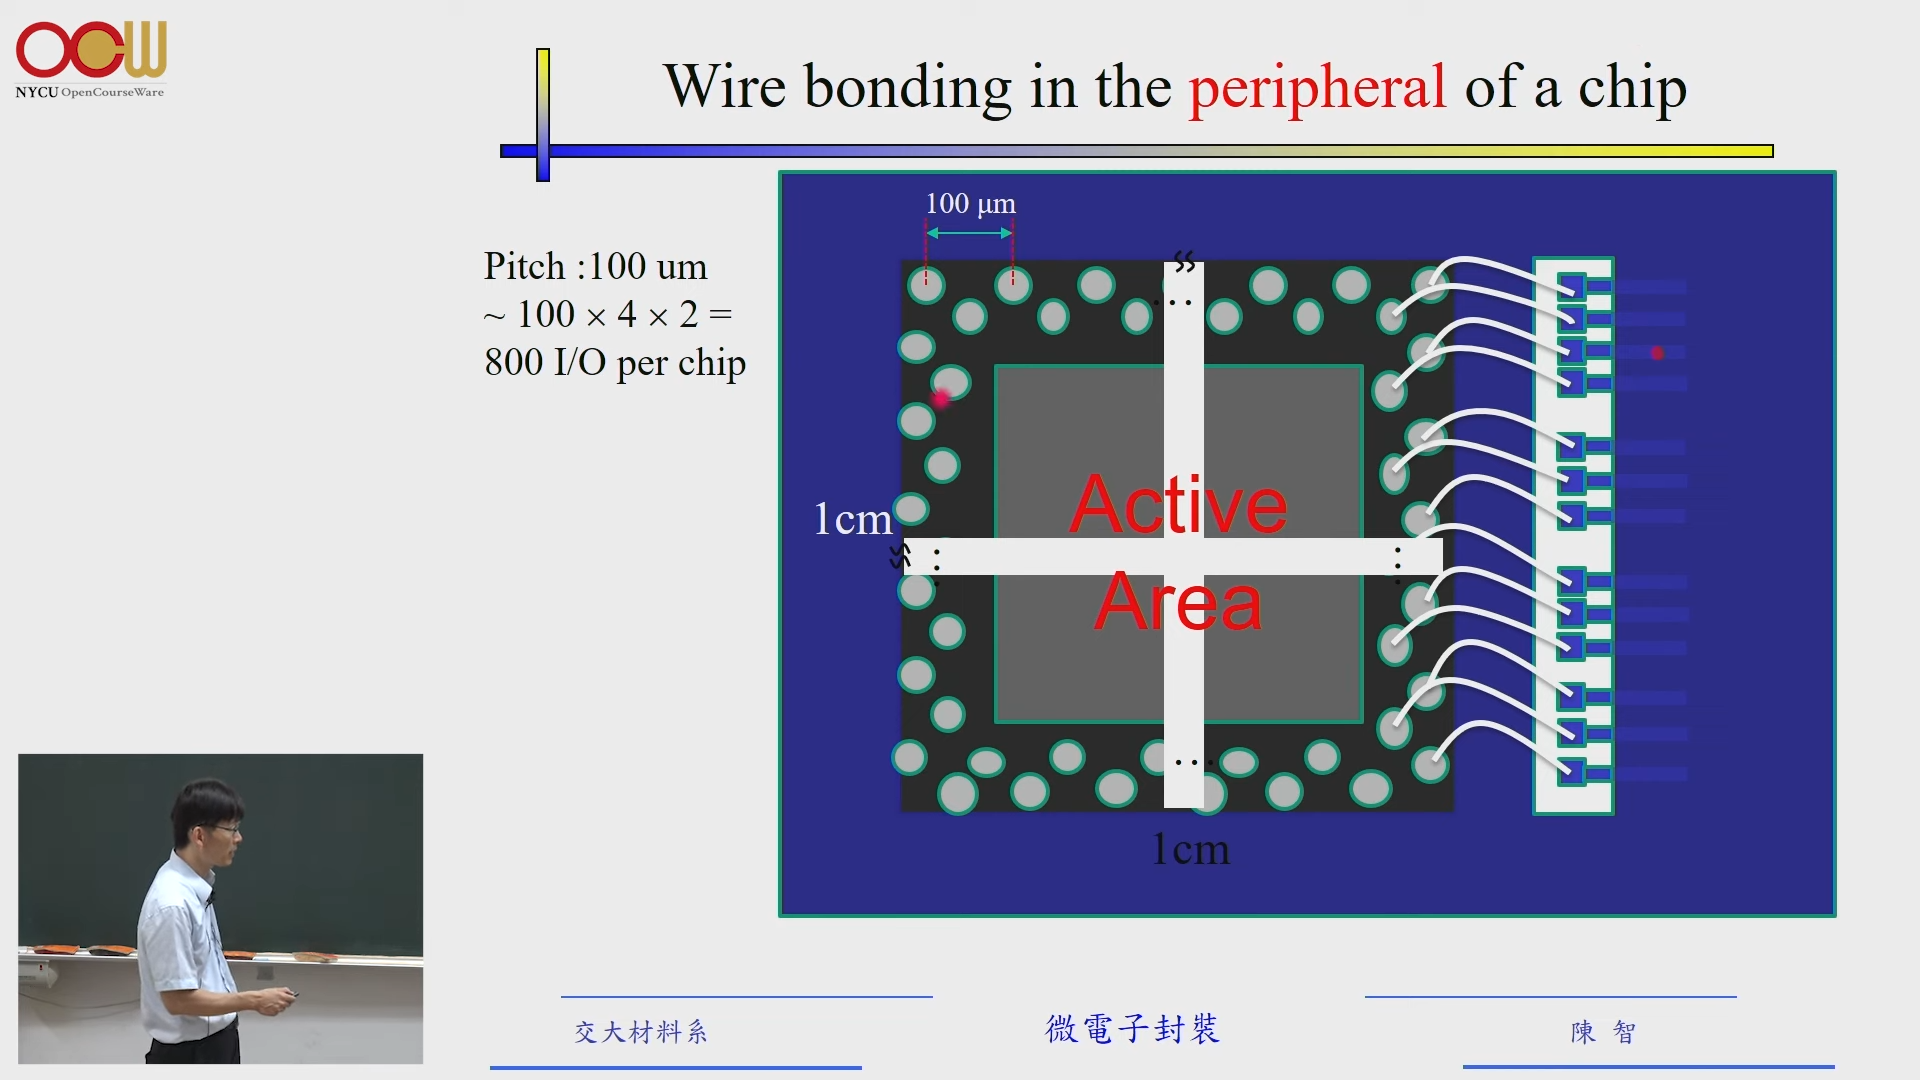 OCW
NYCU OpenCourseWare
Wire bonding in the peripheral of a chip
Pitch :100 um
~ 100 × 4 × 2 =
800 I/O per chip
100 μm
1cm
Active
Area
1cm
交大材料系
微電子封裝
陳 智